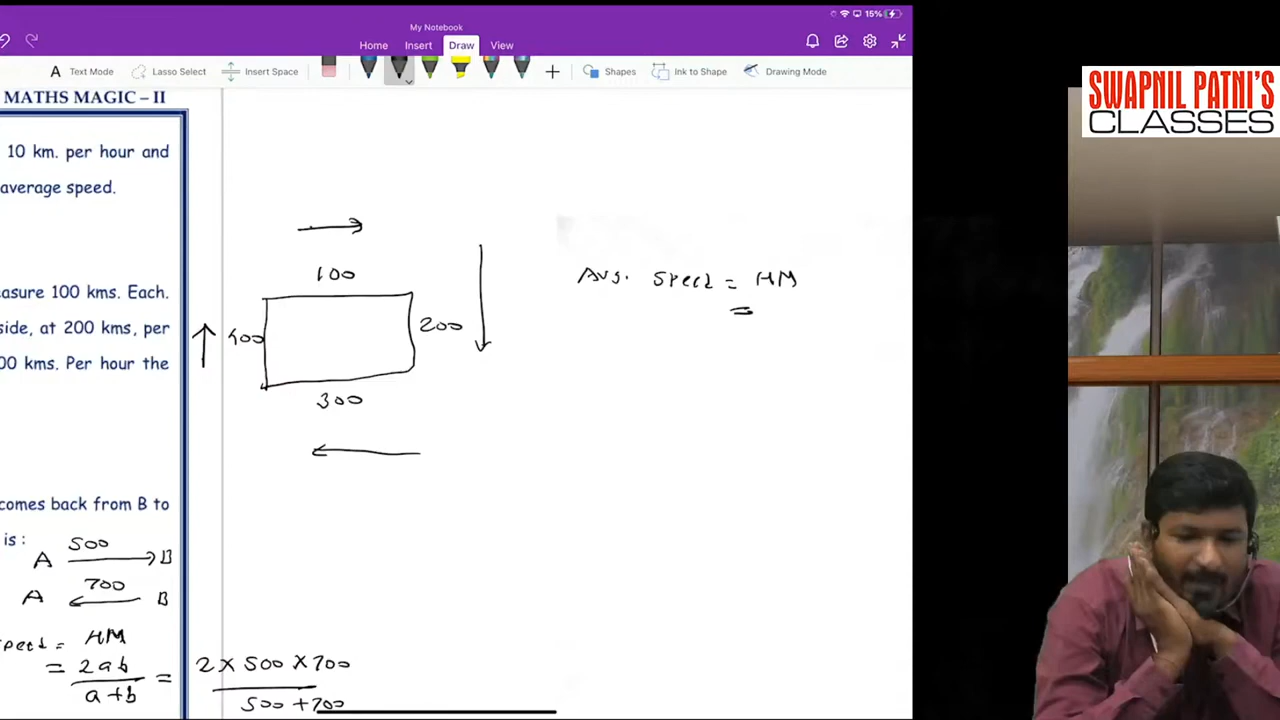 15%
My Notebook
Home Insert Draw View
A Text Mode Lasso Select Insert Space Shapes Ink to Shape Drawing Mode
SWAPNIL PATNI'S
CLASSES
MATHS MAGIC – II
10 km. per hour and
average speed.
easure 100 kms. Each.
side, at 200 kms, per
00 kms. Per hour the
comes back from B to
is :
100
400
200
300
Avg. Speed = HM
=
A 500 B
A 700 B
speed = HM
= 2ab / a+b = 2 × 500 × 700 / 500 + 700